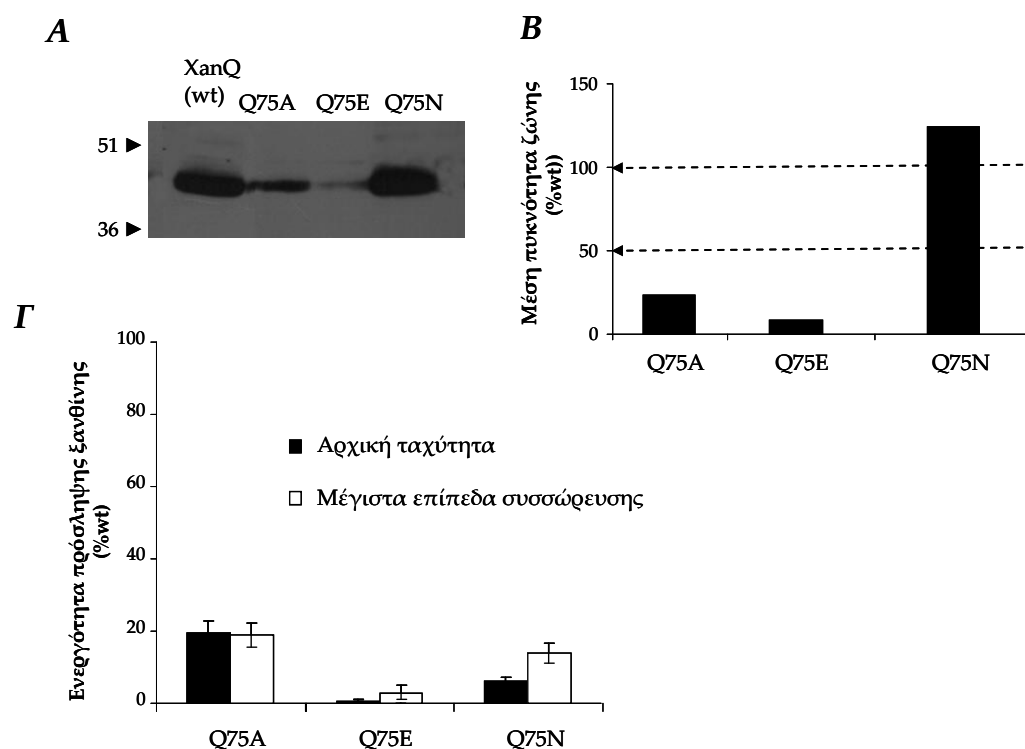 A
XanQ
(wt)
Q75A
Q75E
Q75N
51
36
B
Μέση πυκνότητα ζώνης
(%wt))
150
100
50
0
Q75A
Q75E
Q75N
Γ
Ενεργότητα πρόσληψης ξανθίνης
(%wt)
100
80
60
40
20
0
Αρχική ταχύτητα
Μέγιστα επίπεδα συσσώρευσης
Q75A
Q75E
Q75N